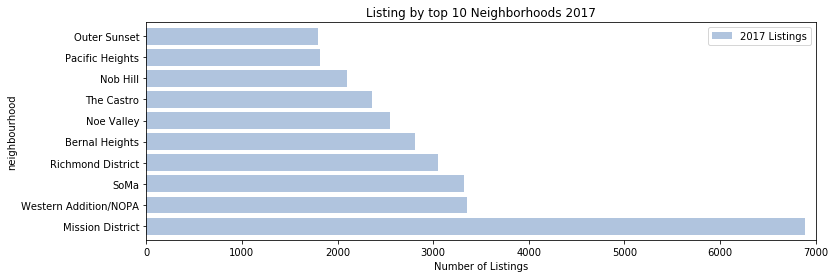 Listing by top 10 Neighborhoods 2017
2017 Listings
neighbourhood
Outer Sunset
Pacific Heights
Nob Hill
The Castro
Noe Valley
Bernal Heights
Richmond District
SoMa
Western Addition/NOPA
Mission District
0 1000 2000 3000 4000 5000 6000 7000
Number of Listings